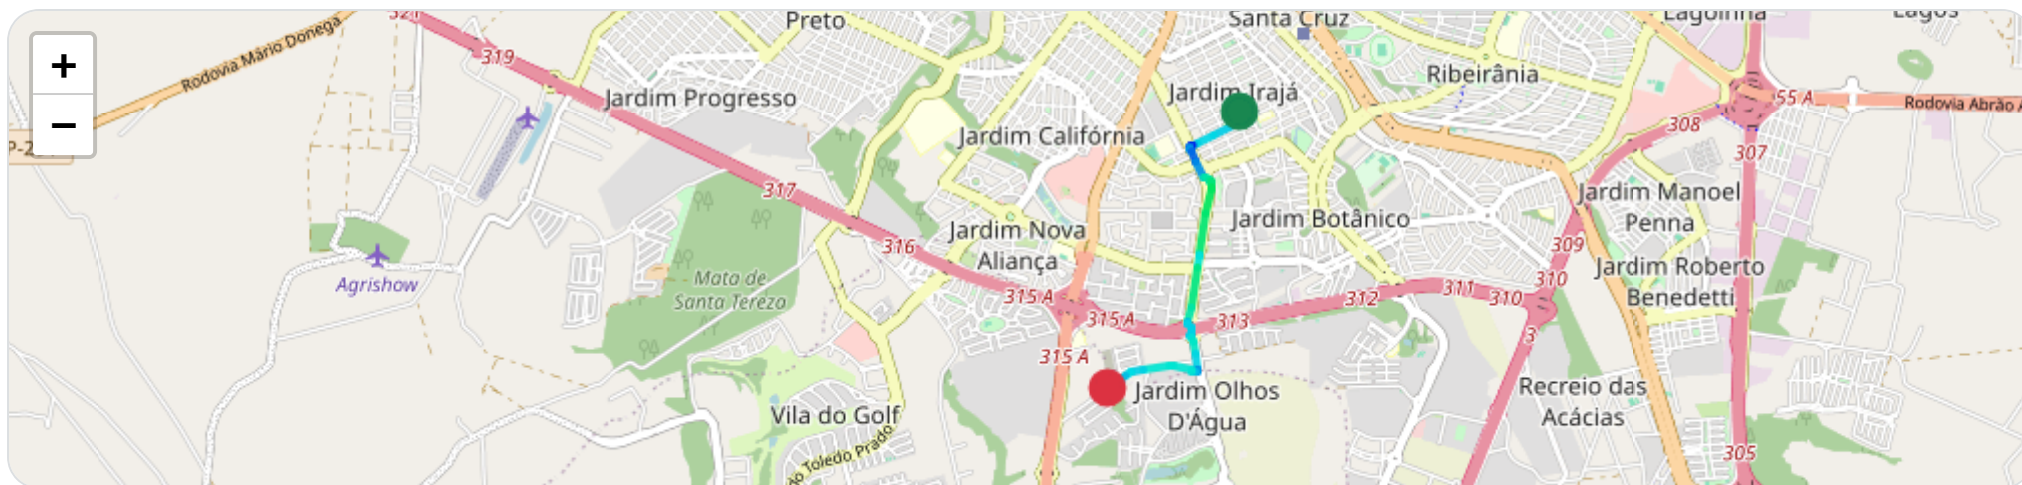 +
−
Rodovia Mário Donega
319
Preto
Santa Cruz
Lagoinha
Lagos
Jardim Progresso
Jardim Califórnia
Jardim Irajá
Ribeirânia
55 A
Rodovia Abrão A
308
307
317
316
Jardim Nova
Aliança
Jardim Botânico
Jardim Manoel
Penna
309
310
Jardim Roberto
Benedetti
Agrishow
Mata de
Santa Tereza
315 A
315 A
313
312
311
310
3
315 A
Vila do Golf
do Toledo Prado
Jardim Olhos
D'Água
Recreio das
Acácias
305